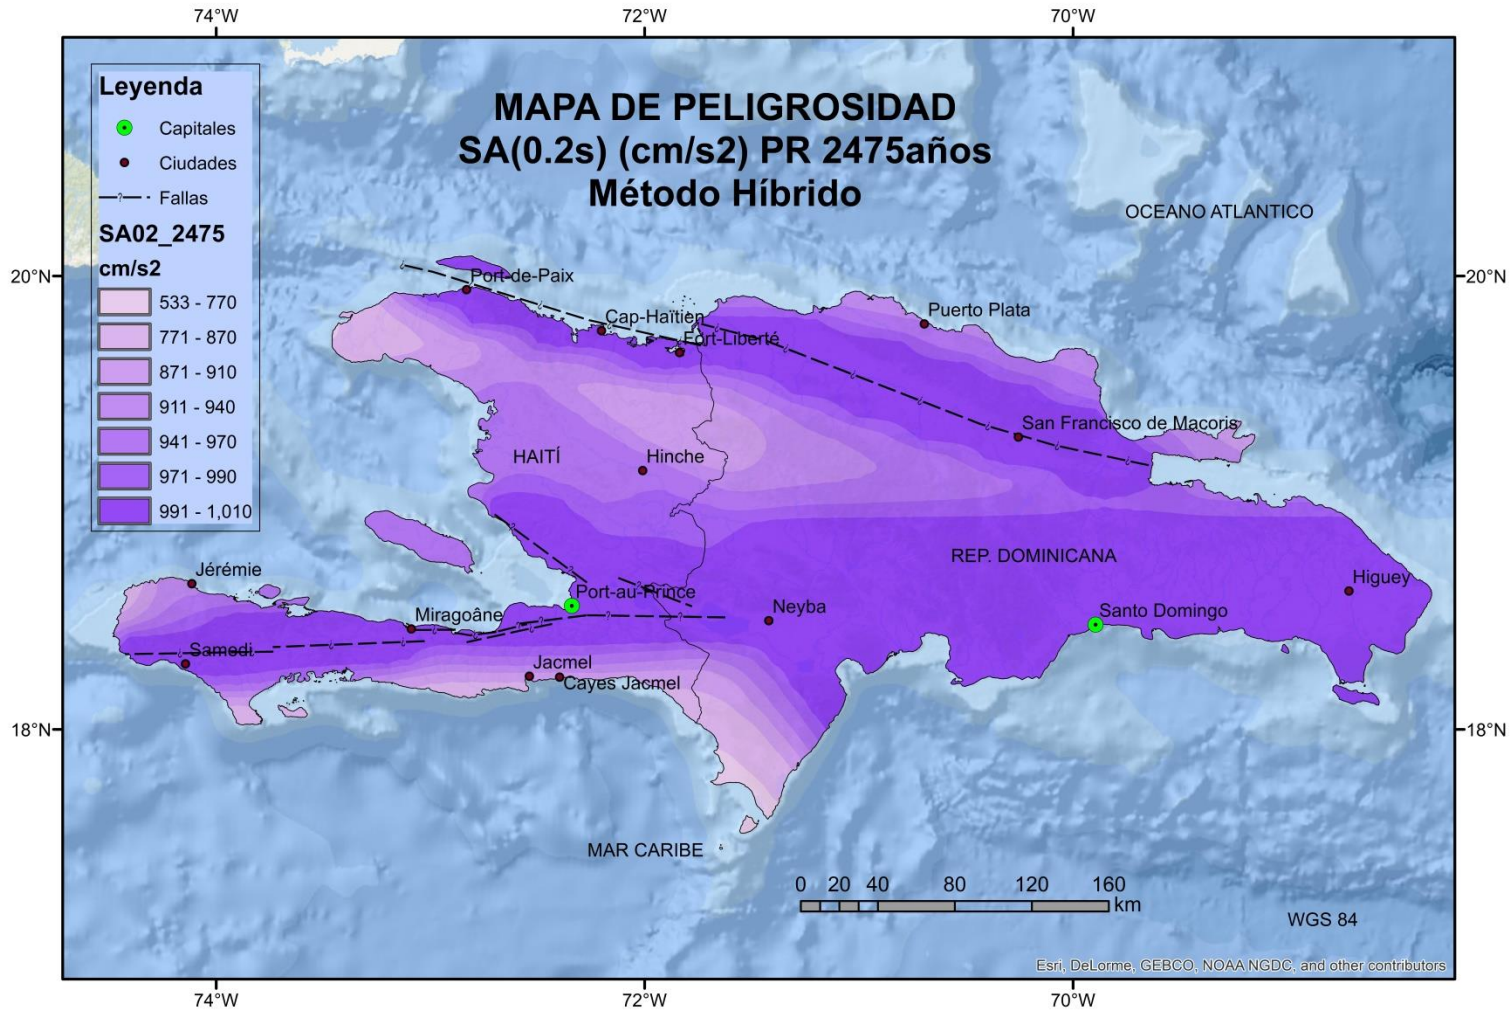 74°W
72°W
70°W
MAPA DE PELIGROSIDAD
SA(0.2s) (cm/s2) PR 2475años
Método Híbrido
Leyenda
Capitales
Ciudades
Fallas
SA02_2475
cm/s2
533 - 770
771 - 870
871 - 910
911 - 940
941 - 970
971 - 990
991 - 1,010
OCEANO ATLANTICO
20°N
20°N
Port-de-Paix
Puerto Plata
Cap-Haïtien
Fort-Liberté
San Francisco de Macoris
HAITÍ
Hinche
REP. DOMINICANA
Jérémie
Higuey
Port-au-Prince
Neyba
Santo Domingo
Miragoâne
Samedi
Jacmel
Cayes Jacmel
18°N
18°N
MAR CARIBE
0 20 40 80 120 160
km
WGS 84
Esri, DeLorme, GEBCO, NOAA NGDC, and other contributors
74°W
72°W
70°W